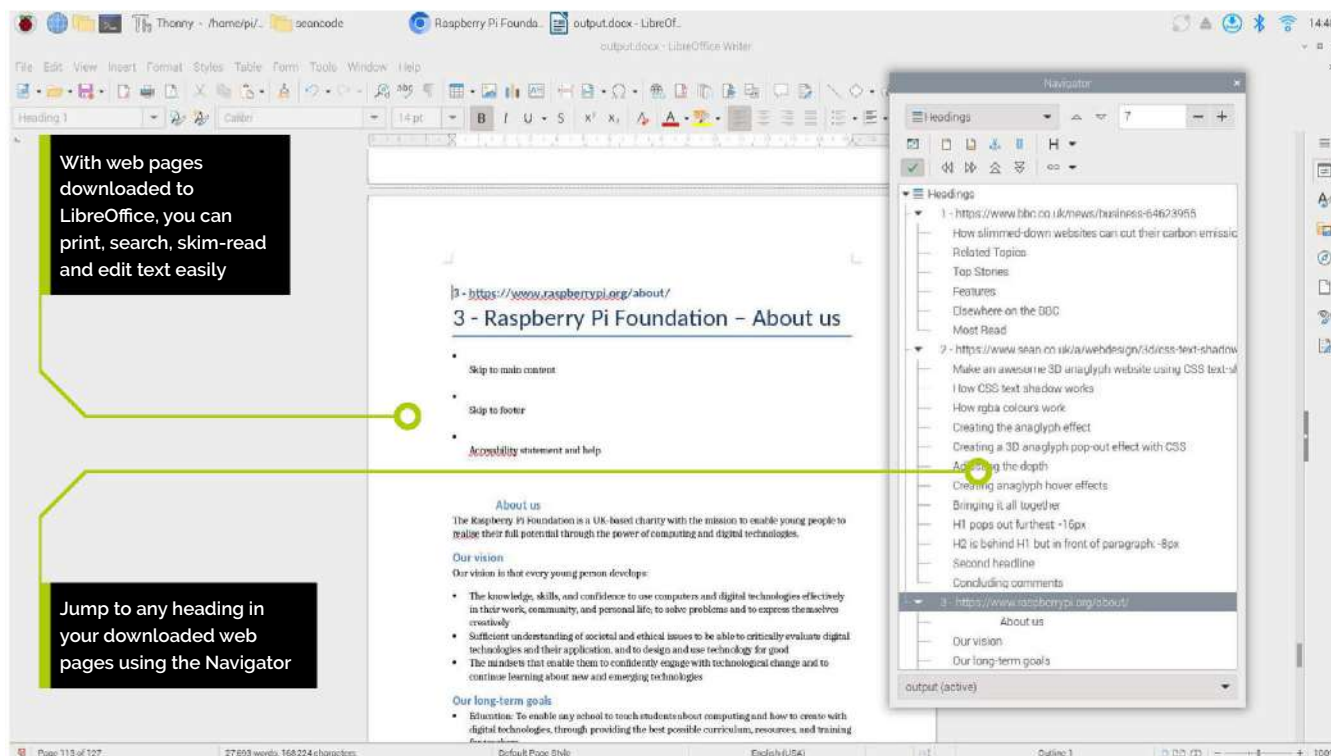 Thonny - /home/pi/...
seancode
Raspberry Pi Founda...
output.docx - LibreOf...
14:4
output.docx - LibreOffice Writer
File Edit View Insert Format Styles Table Form Tools Window Help
Heading 1
Calibri
14 pt
With web pages
downloaded to
LibreOffice, you can
print, search, skim-read
and edit text easily
3 - https://www.raspberrypi.org/about/
3 - Raspberry Pi Foundation – About us
• Skip to main content
• Skip to footer
• Accessibility statement and help
About us
The Raspberry Pi Foundation is a UK-based charity with the mission to enable young people to
realise their full potential through the power of computing and digital technologies.
Our vision
Our vision is that every young person develops:
• The knowledge, skills, and confidence to use computers and digital technologies effectively
in their work, community, and personal life; to solve problems and to express themselves
creatively
• Sufficient understanding of societal and ethical issues to be able to critically evaluate digital
technologies and their application, and to design and use technology for good
• The mindsets that enable them to confidently engage with technological change and to
continue learning about new and emerging technologies
Our long-term goals
• Education: To enable any school to teach students about computing and how to create with
digital technologies, through providing the best possible curriculum, resources, and training
Jump to any heading in
your downloaded web
pages using the Navigator
Navigator
Headings
7
Headings
1 - https://www.bbc.co.uk/news/business-64623955
How slimmed-down websites can cut their carbon emissic
Related Topics
Top Stories
Features
Elsewhere on the BBC
Most Read
2 - https://www.sean.co.uk/a/webdesign/3d/css-text-shadow
Make an awesome 3D anaglyph website using CSS text-sl
How CSS text shadow works
How rgba colours work
Creating the anaglyph effect
Creating a 3D anaglyph pop-out effect with CSS
Adjusting the depth
Creating anaglyph hover effects
Bringing it all together
H1 pops out furthest -16px
H2 is behind H1 but in front of paragraph: -8px
Second headline
Concluding comments
3 - https://www.raspberrypi.org/about/
About us
Our vision
Our long-term goals
output (active)
Page 113 of 127
27,693 words, 168,224 characters
Default Page Style
English (USA)
Outline 1
100%